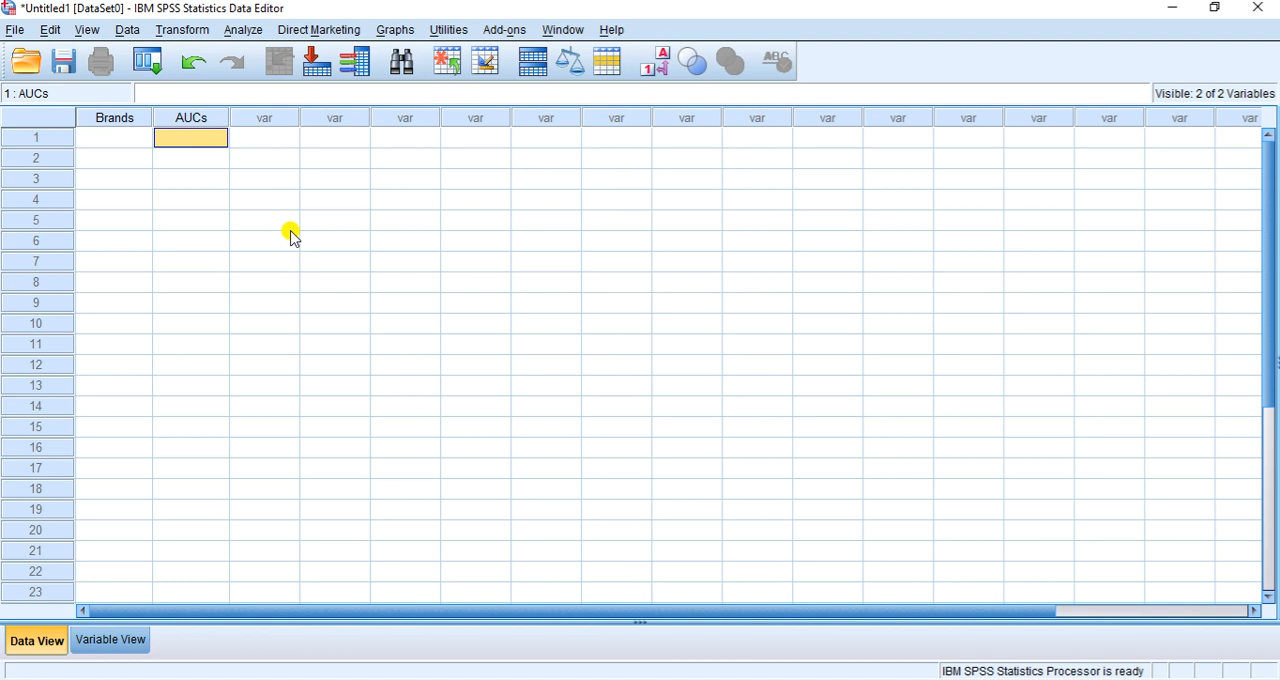 *Untitled1 [DataSet0] - IBM SPSS Statistics Data Editor
File Edit View Data Transform Analyze Direct Marketing Graphs Utilities Add-ons Window Help
1 A
ABC
1 : AUCs Visible: 2 of 2 Variables
Brands AUCs var var var var var var var var var var var var var var var
1
2
3
4
5
6
7
8
9
10
11
12
13
14
15
16
17
18
19
20
21
22
23
Data View Variable View
IBM SPSS Statistics Processor is ready